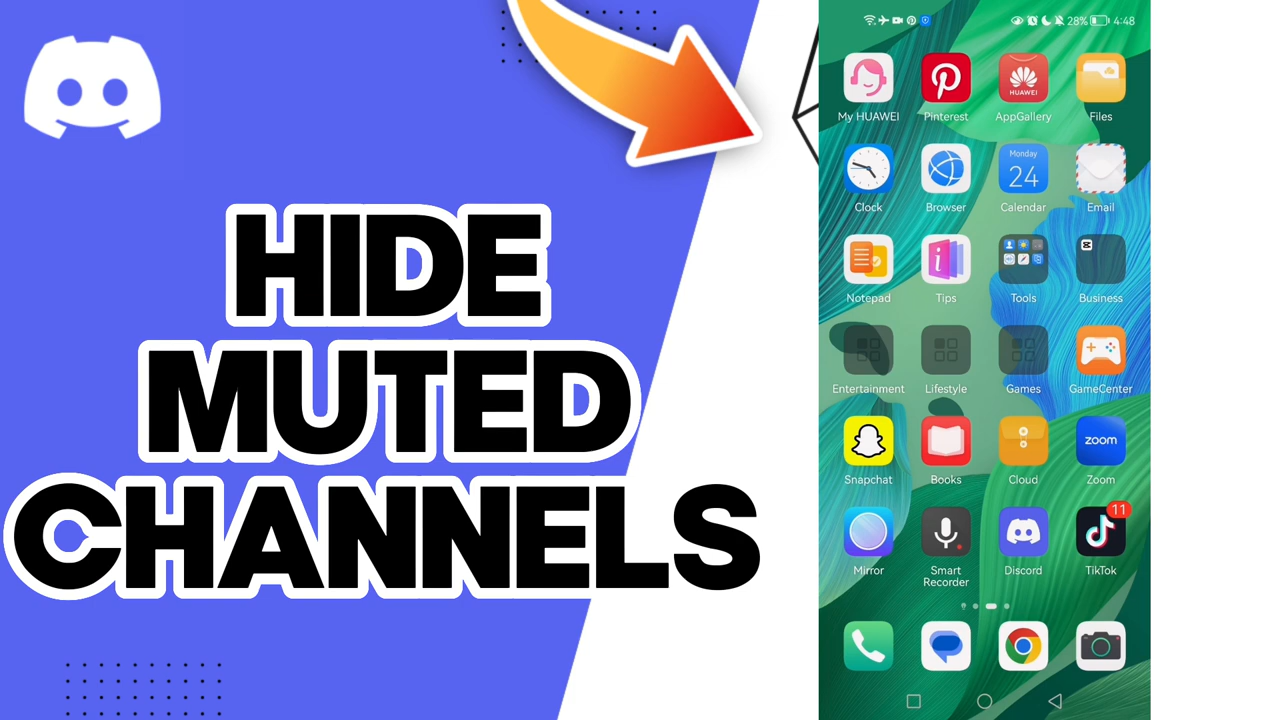 HIDE
MUTED
CHANNELS
28% 4:48
HUAWEI
My HUAWEI Pinterest AppGallery Files
Monday
24
Clock Browser Calendar Email
Notepad Tips Tools Business
Entertainment Lifestyle Games GameCenter
zoom
Snapchat Books Cloud Zoom
11
Mirror Smart Recorder Discord TikTok